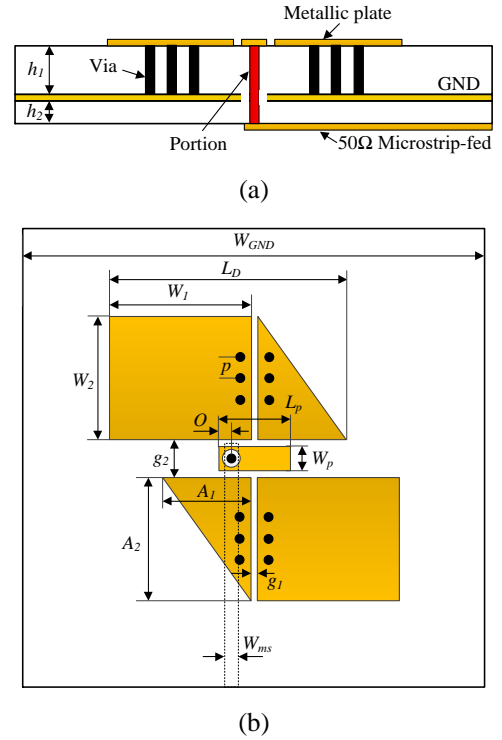 Metallic plate
h1
Via
GND
h2
Portion
50Ω Microstrip-fed
(a)
WGND
LD
W1
W2
p
O
Lp
g2
Wp
A1
A2
g1
Wms
(b)